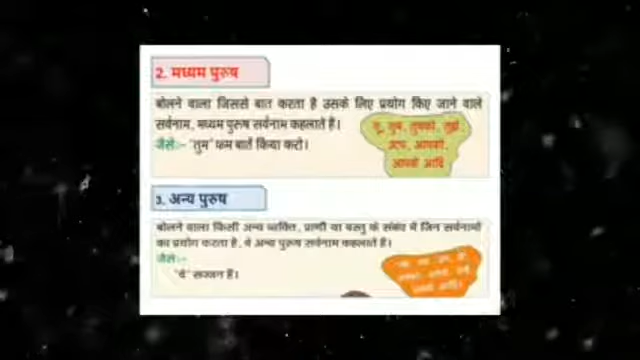 2. मध्यम पुरुष
बोलने वाला जिससे बात करता है उसके लिए प्रयोग किए जाने वाले
सर्वनाम, मध्यम पुरुष सर्वनाम कहलाते हैं।
जैसे:- 'तुम' कम बातें किया करो।
तू, तुम, तुमको, तुझे,
आप, आपको,
आपके आदि
3. अन्य पुरुष
बोलने वाला किसी अन्य व्यक्ति, प्राणी या वस्तु के संबंध में जिन सर्वनामों
का प्रयोग करता है, वे अन्य पुरुष सर्वनाम कहलाते हैं।
जैसे:-
'वे' सज्जन हैं।